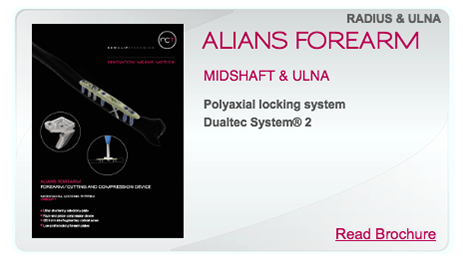 RADIUS & ULNA
ALIANS FOREARM
MIDSHAFT & ULNA
Polyaxial locking system
Dualtec System® 2
Read Brochure
ALIANS FOREARM
FOREARM/CUTTING AND COMPRESSION DEVICE